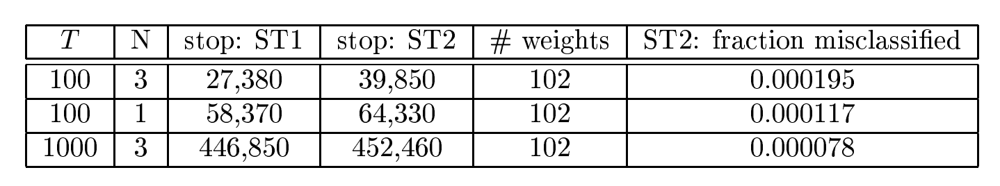 T N stop: ST1 stop: ST2 # weights ST2: fraction misclassified
100 3 27,380 39,850 102 0.000195
100 1 58,370 64,330 102 0.000117
1000 3 446,850 452,460 102 0.000078